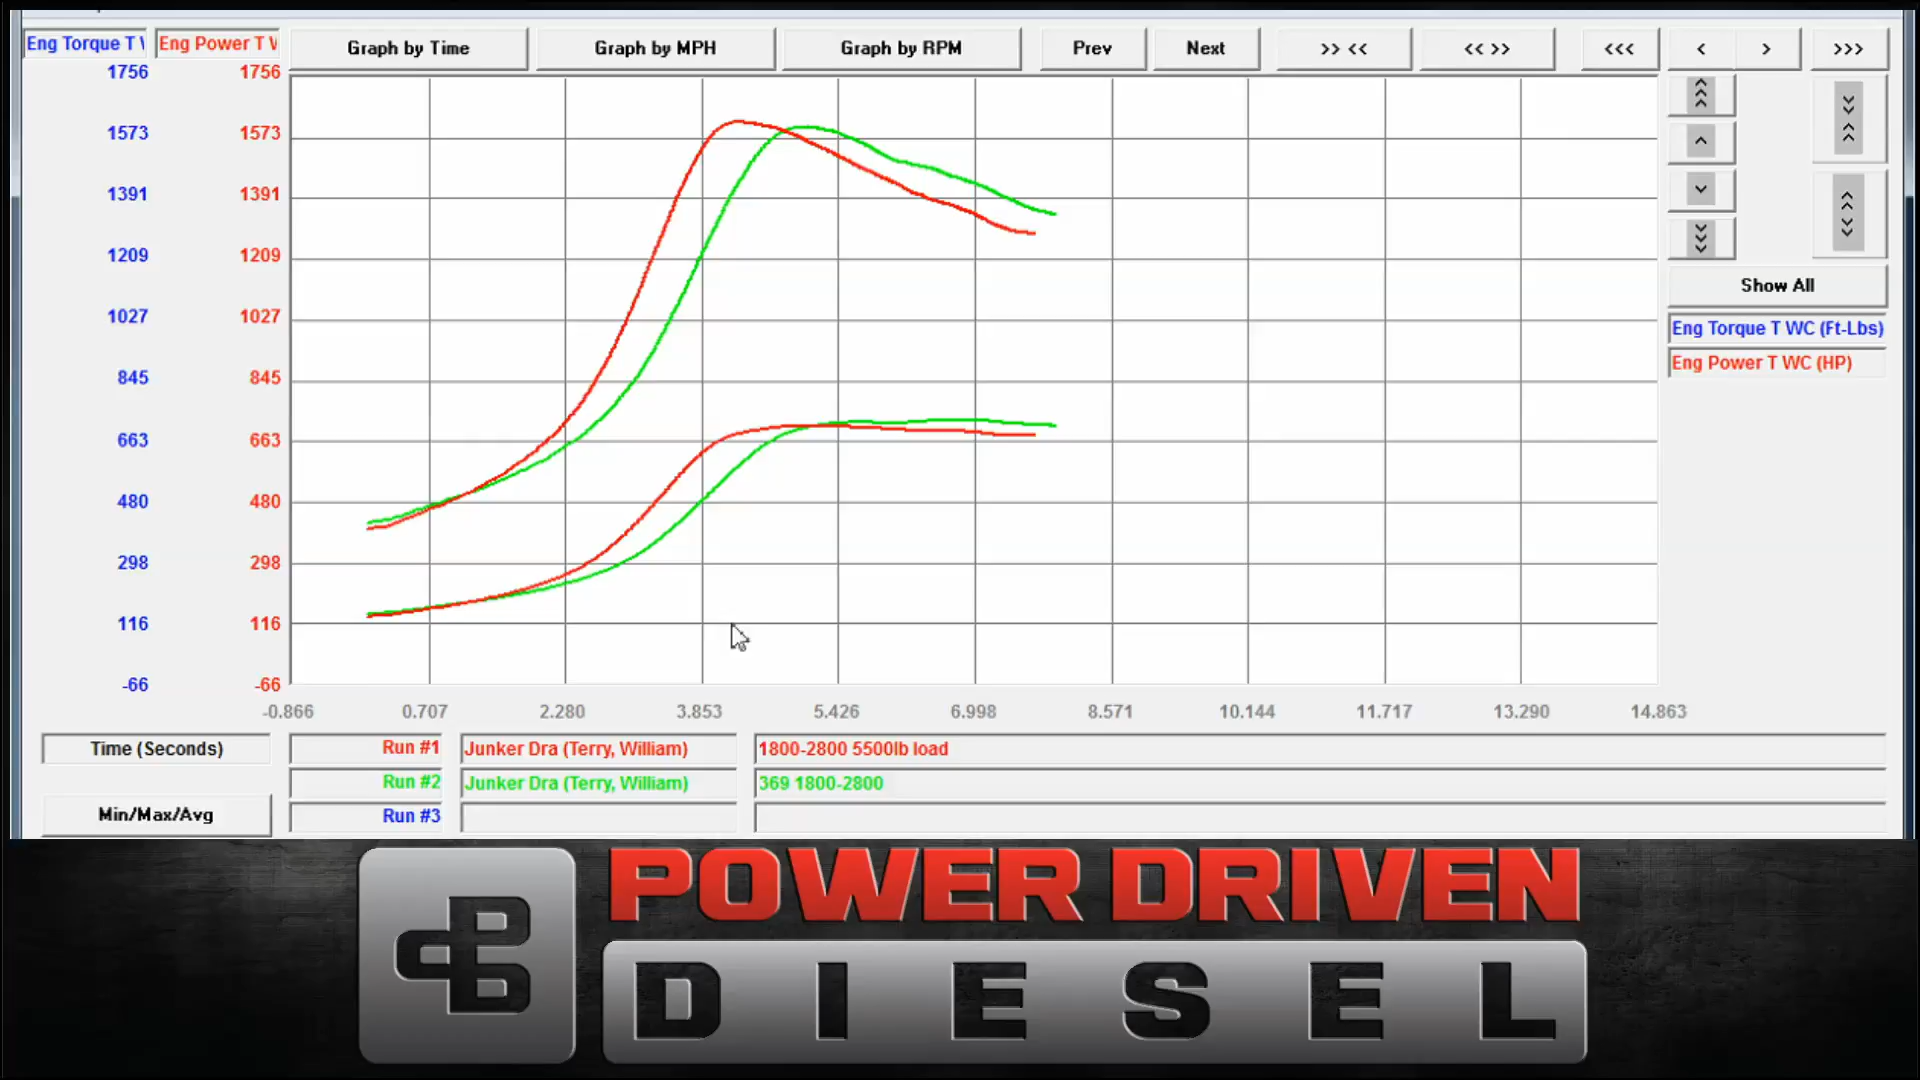 Eng Torque T W Eng Power T W Graph by Time Graph by MPH Graph by RPM Prev Next >> << << >> <<< < > >>>
1756 1756
1573 1573
1391 1391
1209 1209
Show All
1027 1027
Eng Torque T WC (Ft-Lbs)
Eng Power T WC (HP)
845 845
663 663
480 480
298 298
116 116
-66 -66
-0.866 0.707 2.280 3.853 5.426 6.998 8.571 10.144 11.717 13.290 14.863
Time (Seconds) Run #1 Junker Dra (Terry, William) 1800-2800 5500lb load
Run #2 Junker Dra (Terry, William) 369 1800-2800
Min/Max/Avg Run #3
POWER DRIVEN
DIESEL